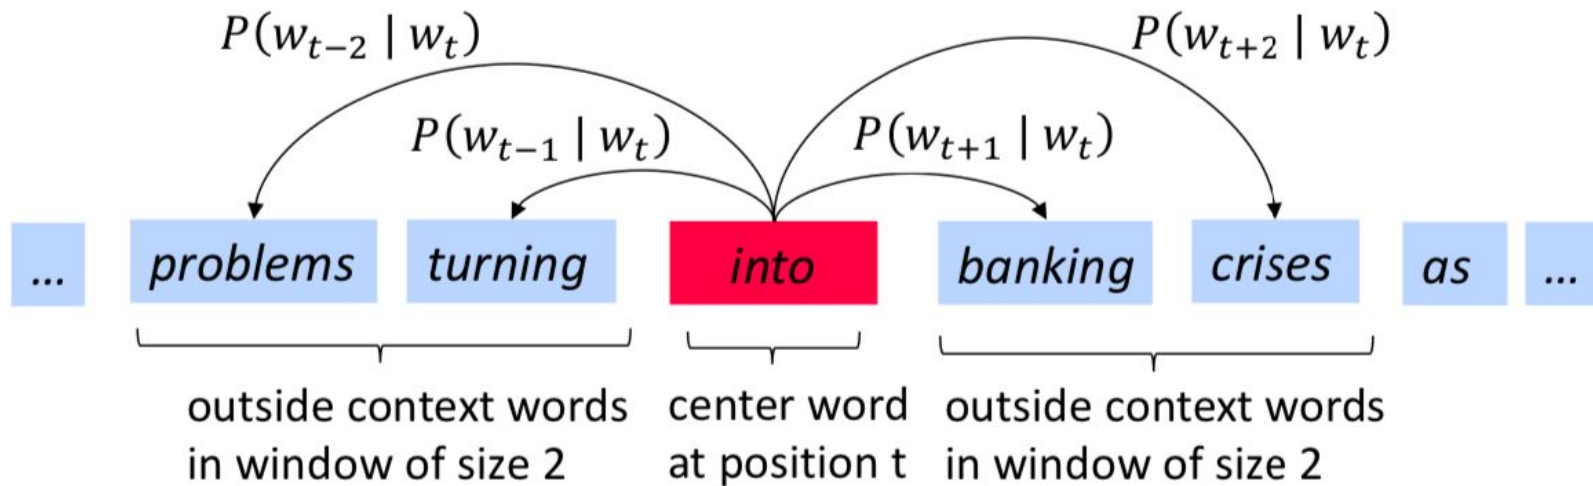 P(w_{t−2} | w_t) P(w_{t+2} | w_t)
P(w_{t−1} | w_t) P(w_{t+1} | w_t)
... problems turning into banking crises as ...
outside context words center word outside context words
in window of size 2 at position t in window of size 2